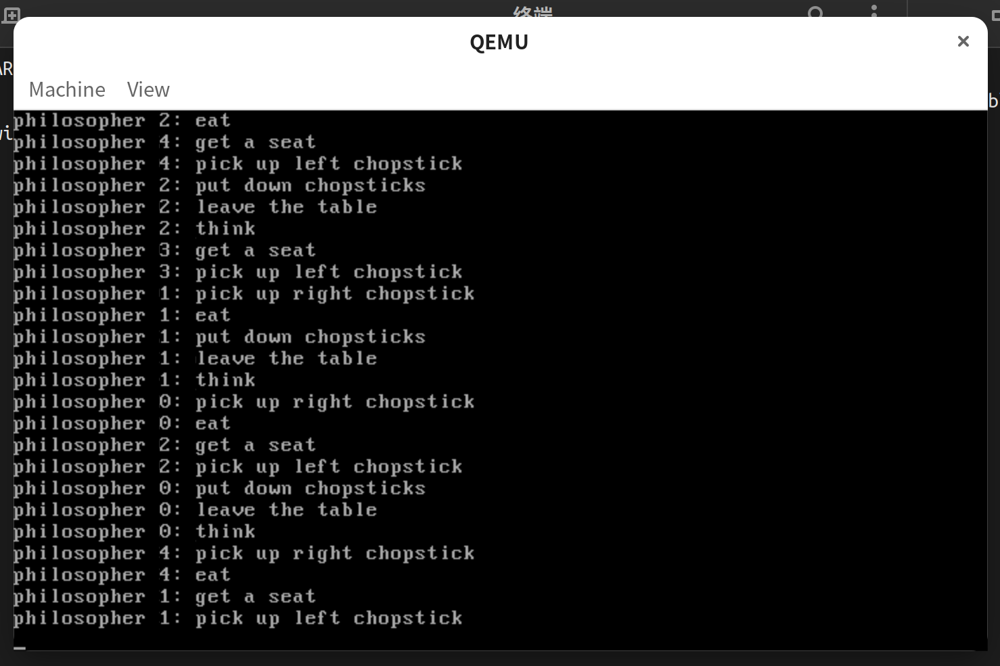 终端
QEMU
Machine View
philosopher 2: eat
philosopher 4: get a seat
philosopher 4: pick up left chopstick
philosopher 2: put down chopsticks
philosopher 2: leave the table
philosopher 2: think
philosopher 3: get a seat
philosopher 3: pick up left chopstick
philosopher 1: pick up right chopstick
philosopher 1: eat
philosopher 1: put down chopsticks
philosopher 1: leave the table
philosopher 1: think
philosopher 0: pick up right chopstick
philosopher 0: eat
philosopher 2: get a seat
philosopher 2: pick up left chopstick
philosopher 0: put down chopsticks
philosopher 0: leave the table
philosopher 0: think
philosopher 4: pick up right chopstick
philosopher 4: eat
philosopher 1: get a seat
philosopher 1: pick up left chopstick